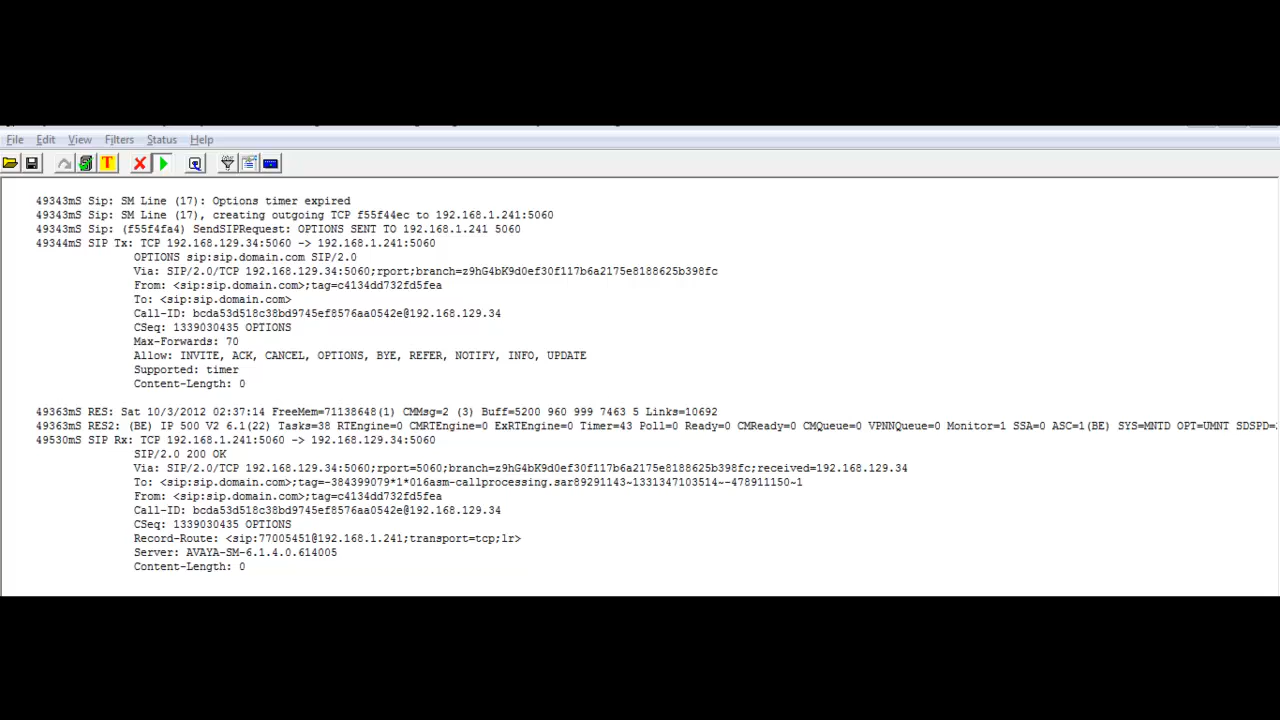 File Edit View Filters Status Help
T
49343mS Sip: SM Line (17): Options timer expired
49343mS Sip: SM Line (17), creating outgoing TCP f55f44ec to 192.168.1.241:5060
49343mS Sip: (f55f4fa4) SendSIPRequest: OPTIONS SENT TO 192.168.1.241 5060
49344mS SIP Tx: TCP 192.168.129.34:5060 -> 192.168.1.241:5060
OPTIONS sip:sip.domain.com SIP/2.0
Via: SIP/2.0/TCP 192.168.129.34:5060;rport;branch=z9hG4bK9d0ef30f117b6a2175e8188625b398fc
From: <sip:sip.domain.com>;tag=c4134dd732fd5fea
To: <sip:sip.domain.com>
Call-ID: bcda53d518c38bd9745ef8576aa0542e@192.168.129.34
CSeq: 1339030435 OPTIONS
Max-Forwards: 70
Allow: INVITE, ACK, CANCEL, OPTIONS, BYE, REFER, NOTIFY, INFO, UPDATE
Supported: timer
Content-Length: 0
49363mS RES: Sat 10/3/2012 02:37:14 FreeMem=71138648(1) CMMsg=2 (3) Buff=5200 960 999 7463 5 Links=10692
49363mS RES2: (BE) IP 500 V2 6.1(22) Tasks=38 RTEngine=0 CMRTEngine=0 ExRTEngine=0 Timer=43 Poll=0 Ready=0 CMReady=0 CMQueue=0 VPNNQueue=0 Monitor=1 SSA=0 ASC=1(BE) SYS=MNTD OPT=UMNT SDSPD=
49530mS SIP Rx: TCP 192.168.1.241:5060 -> 192.168.129.34:5060
SIP/2.0 200 OK
Via: SIP/2.0/TCP 192.168.129.34:5060;rport=5060;branch=z9hG4bK9d0ef30f117b6a2175e8188625b398fc;received=192.168.129.34
To: <sip:sip.domain.com>;tag=-384399079*1*016asm-callprocessing.sar89291143~1331347103514~-478911150~1
From: <sip:sip.domain.com>;tag=c4134dd732fd5fea
Call-ID: bcda53d518c38bd9745ef8576aa0542e@192.168.129.34
CSeq: 1339030435 OPTIONS
Record-Route: <sip:77005451@192.168.1.241;transport=tcp;lr>
Server: AVAYA-SM-6.1.4.0.614005
Content-Length: 0